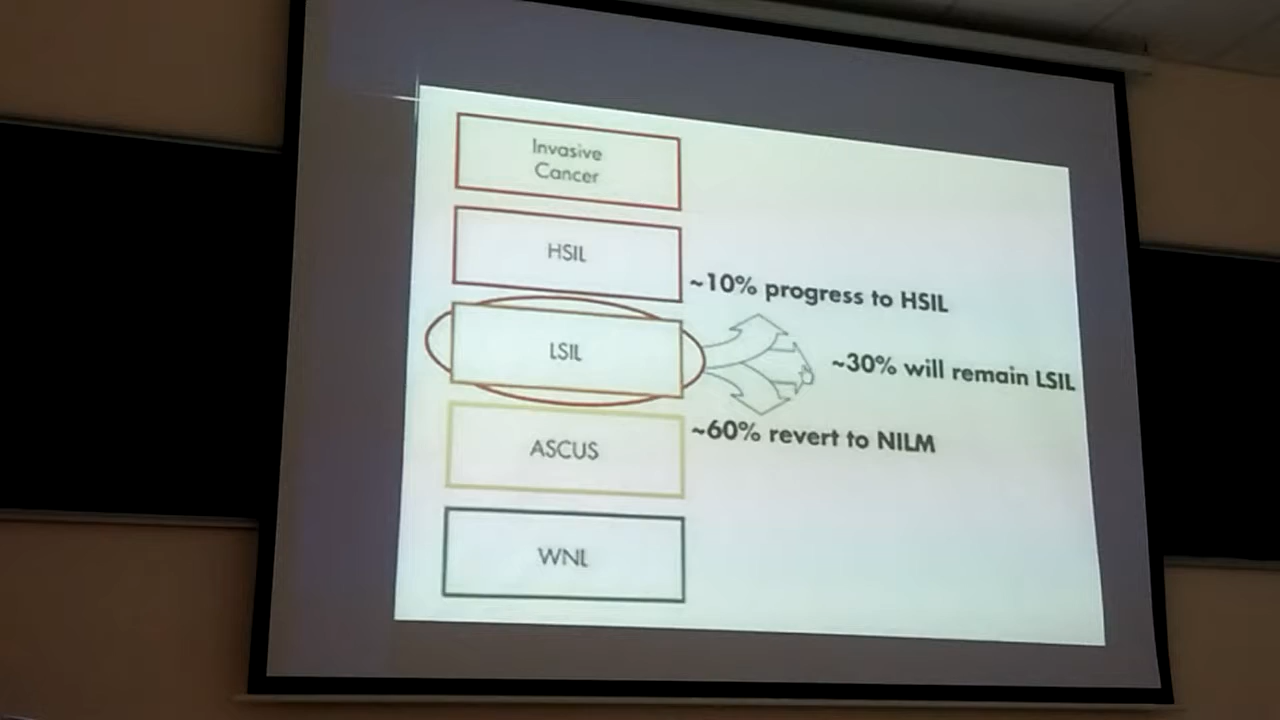 Invasive
Cancer
HSIL
~10% progress to HSIL
LSIL
~30% will remain LSIL
~60% revert to NILM
ASCUS
WNL